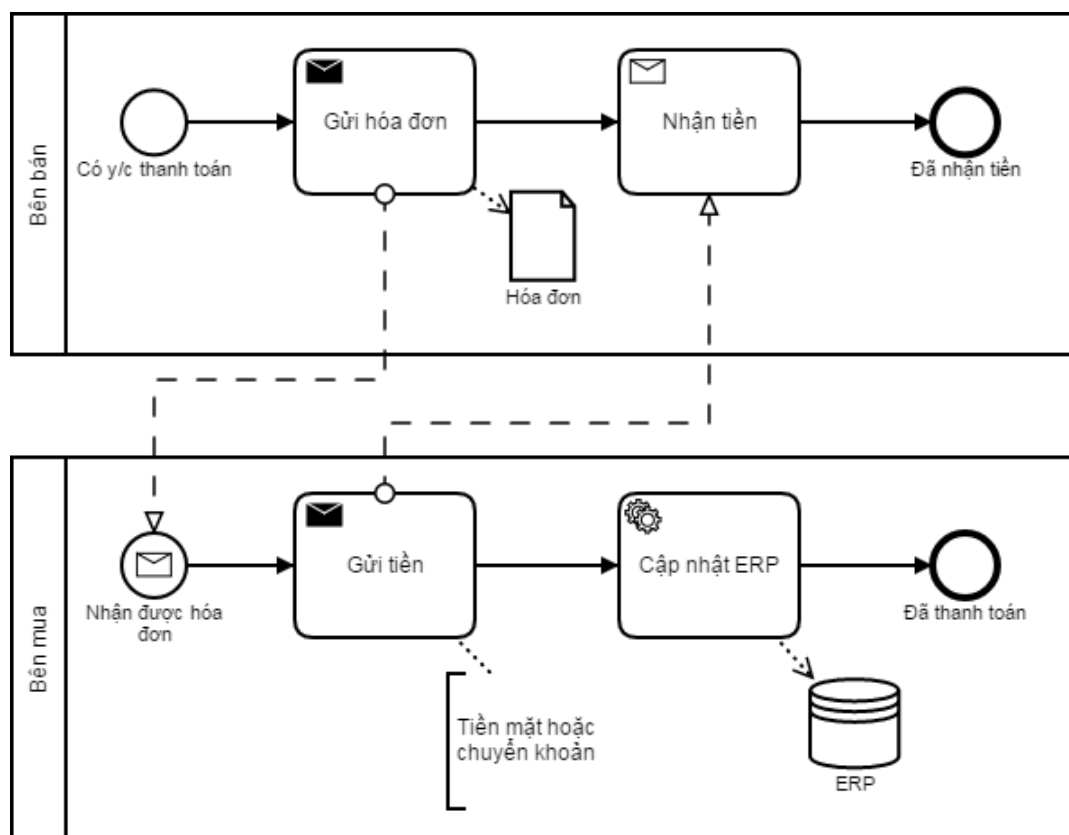 Bên bán
Gửi hóa đơn
Nhận tiền
Có y/c thanh toán
Đã nhận tiền
Hóa đơn
Bên mua
Gửi tiền
Cập nhật ERP
Nhận được hóa
đơn
Đã thanh toán
Tiền mặt hoặc
chuyển khoản
ERP